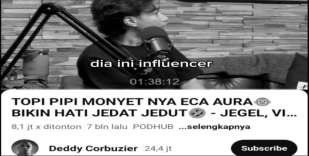 dia ini influencer
01:38:12
TOPI PIPI MONYET NYA ECA AURA
BIKIN HATI JEDAT JEDUT🤣 - JEGEL, VI...
8,1 jt x ditonton 7 bln lalu PODHUB ...selengkapnya
Deddy Corbuzier 24,4 jt Subscribe